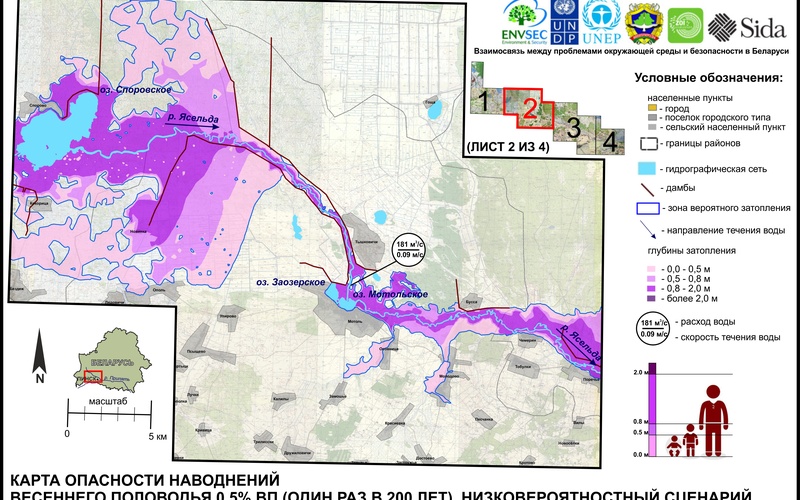 ENVSEC
Environment & Security
U N
D P
UNEP
Sida
Взаимосвязь между проблемами окружающей среды и безопасности в Беларуси
1
2
3
4
(ЛИСТ 2 ИЗ 4)
Условные обозначения:
населенные пункты
- город
- поселок городского типа
- сельский населенный пункт
- границы районов
- гидрографическая сеть
- дамбы
- зона вероятного затопления
- направление течения воды
глубины затопления
- 0,0 - 0,5 м
- 0,5 - 0,8 м
- 0,8 - 2,0 м
- более 2,0 м
181 м³/с
0.09 м/с
- расход воды
- скорость течения воды
2.0 м
0.8 м
0.5 м
0.0 м
оз. Споровское
р. Ясельда
181 м³/с
0.09 м/с
оз. Заозерское
оз. Мотольское
Р. Ясельда
Тышковичи
Мотоль
Бусса
БЕЛАРУСЬ
N
масштаб
0
5 км
КАРТА ОПАСНОСТИ НАВОДНЕНИЙ
ВЕСЕННЕГО ПОЛОВОДЬЯ 0,5% ВП (ОДИН РАЗ В 200 ЛЕТ), НИЗКОВЕРОЯТНОСТНЫЙ СЦЕНАРИЙ